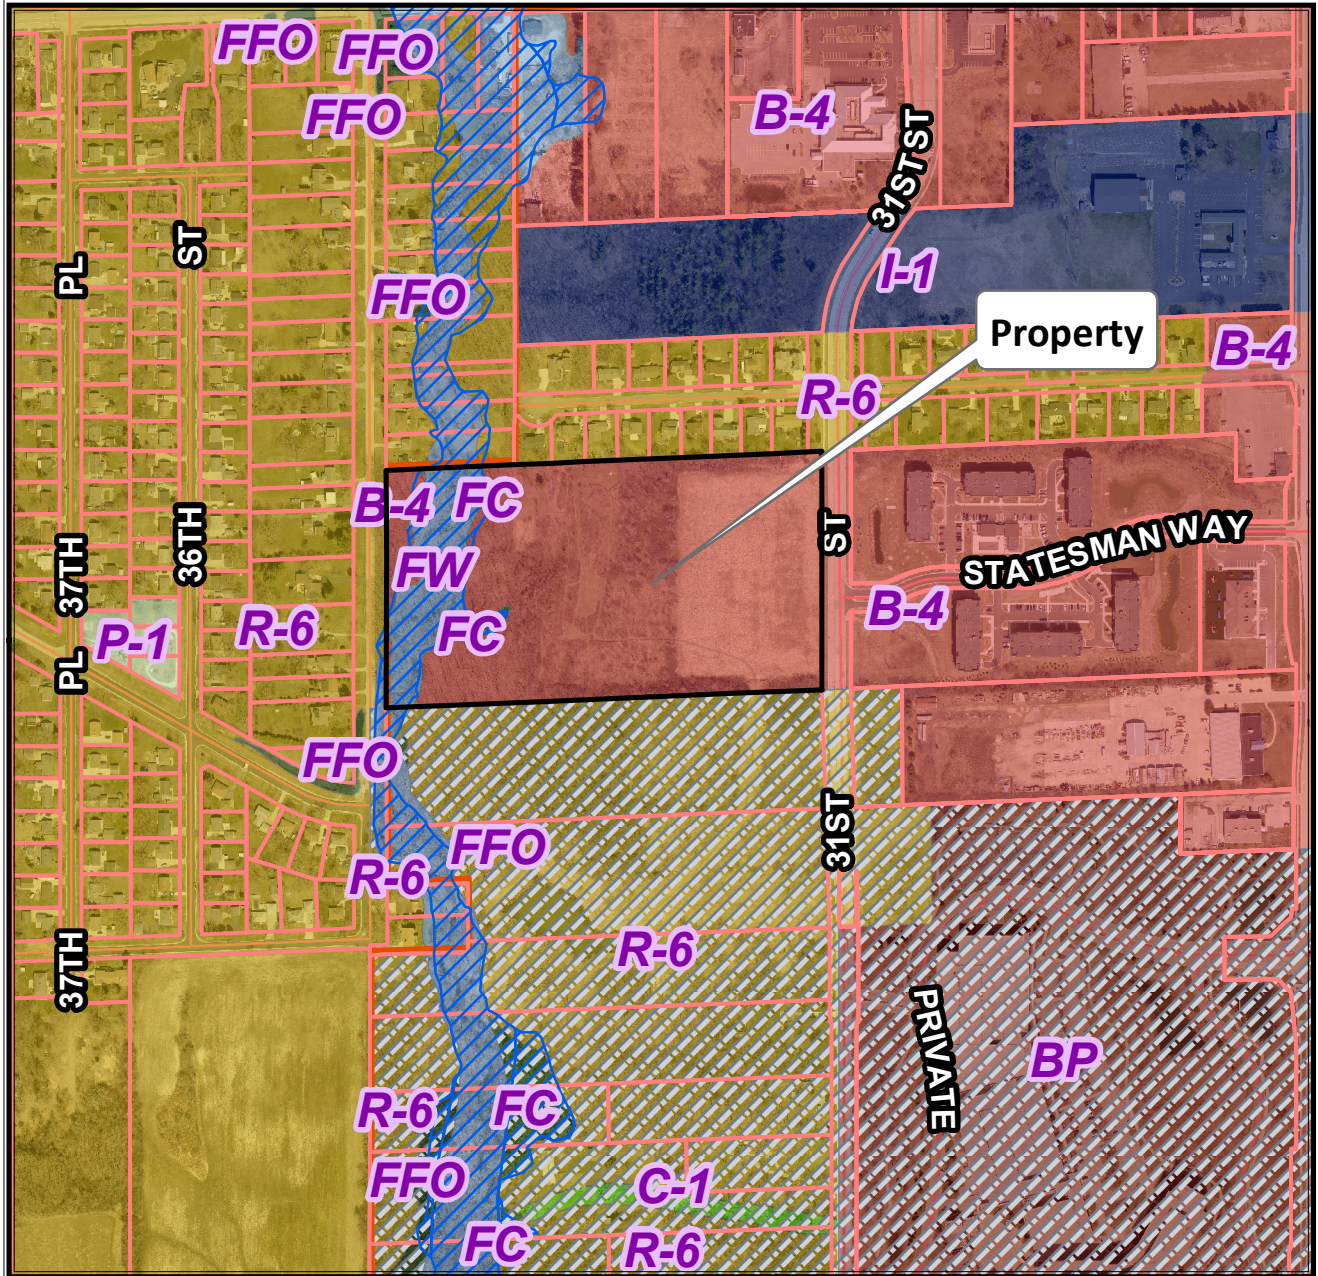 FFO
FFO
FFO
B-4
31ST ST
ST
PL
I-1
FFO
Property
B-4
R-6
B-4
FC
36TH
ST
STATESMAN WAY
37TH
FW
B-4
FC
R-6
P-1
PL
FFO
31ST
FFO
R-6
R-6
37TH
PRIVATE
BP
R-6
FC
FFO
C-1
FC
R-6